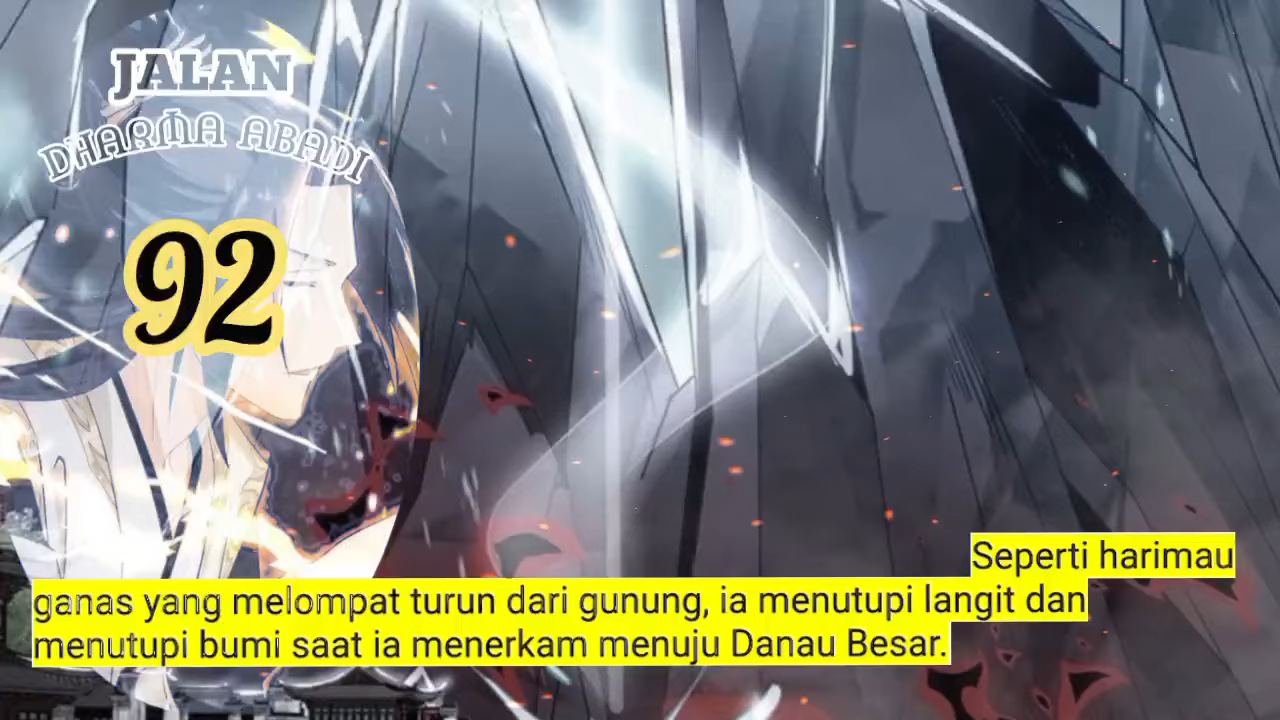 JALAN
DHARMA ABADI
92
Seperti harimau
ganas yang melompat turun dari gunung, ia menutupi langit dan
menutupi bumi saat ia menerkam menuju Danau Besar.